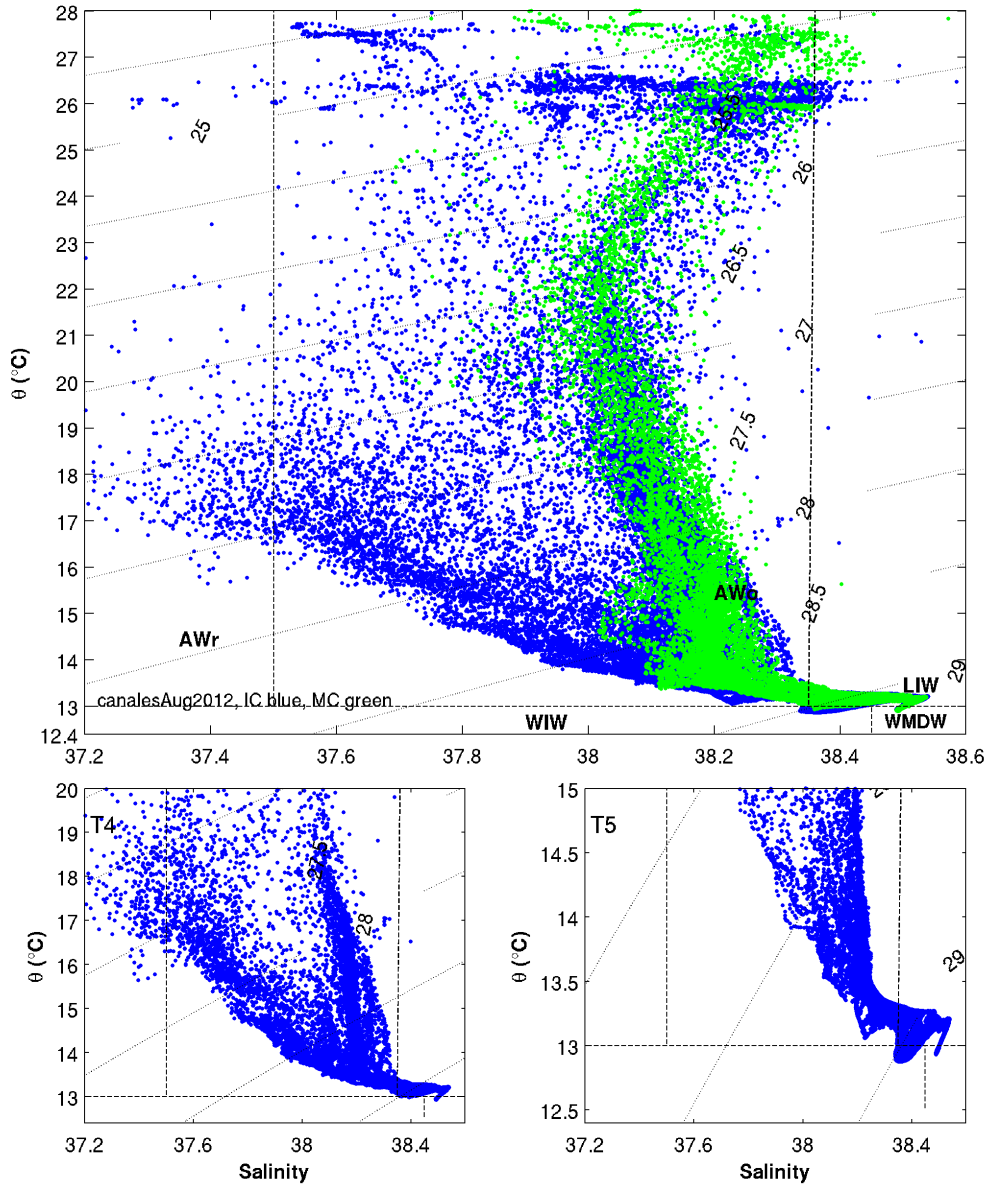 28
27
26
25
24
23
22
21
20
19
18
17
16
15
14
13
12.4
θ (°C)
25
26
26.5
27
27.5
28
28.5
29
AWr
canalesAug2012, IC blue, MC green
WIW
LIW
WMDW
37.2 37.4 37.6 37.8 38 38.2 38.4 38.6
20
19
18
17
16
15
14
13
θ (°C)
T4
28
37.2 37.6 38 38.4
Salinity
15
14.5
14
13.5
13
12.5
θ (°C)
T5
29
37.2 37.6 38 38.4
Salinity